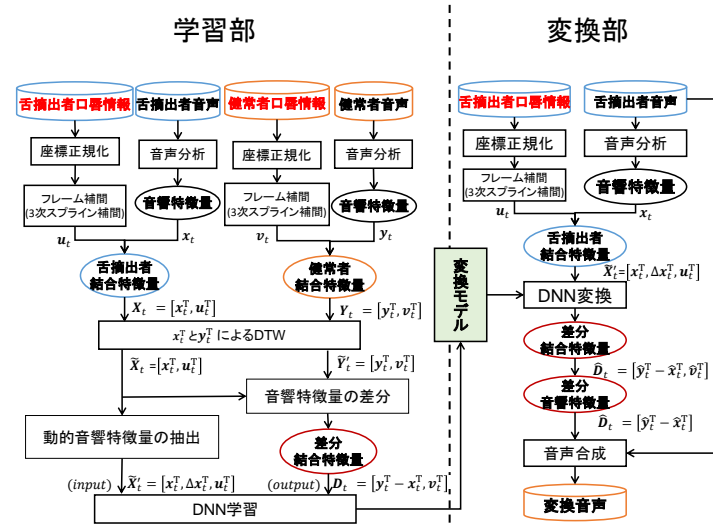 学習部
舌摘出者口唇情報
舌摘出者音声
健常者口唇情報
健常者音声
座標正規化
音声分析
座標正規化
音声分析
フレーム補間
(3次スプライン補間)
音響特徴量
フレーム補間
(3次スプライン補間)
音響特徴量
u_t
x_t
v_t
y_t
舌摘出者
結合特徴量
健常者
結合特徴量
X_t = [x_t^T, u_t^T]
Y_t = [y_t^T, v_t^T]
x_t^T と y_t^T によるDTW
X̃_t = [x_t^T, u_t^T]
Ỹ'_t = [y_t^T, v_t^T]
音響特徴量の差分
動的音響特徴量の抽出
差分
結合特徴量
(input) X̃'_t = [x_t^T, Δx_t^T, u_t^T]
(output) D_t = [y_t^T − x_t^T, v_t^T]
DNN学習
変換モデル
変換部
舌摘出者口唇情報
舌摘出者音声
座標正規化
音声分析
フレーム補間
(3次スプライン補間)
音響特徴量
u_t
x_t
舌摘出者
結合特徴量
X̃'_t = [x_t^T, Δx_t^T, u_t^T]
DNN変換
差分
結合特徴量
D̂_t = [ŷ_t^T − x̂_t^T, v̂_t^T]
差分
音響特徴量
D̂_t = [ŷ_t^T − x̂_t^T]
音声合成
変換音声